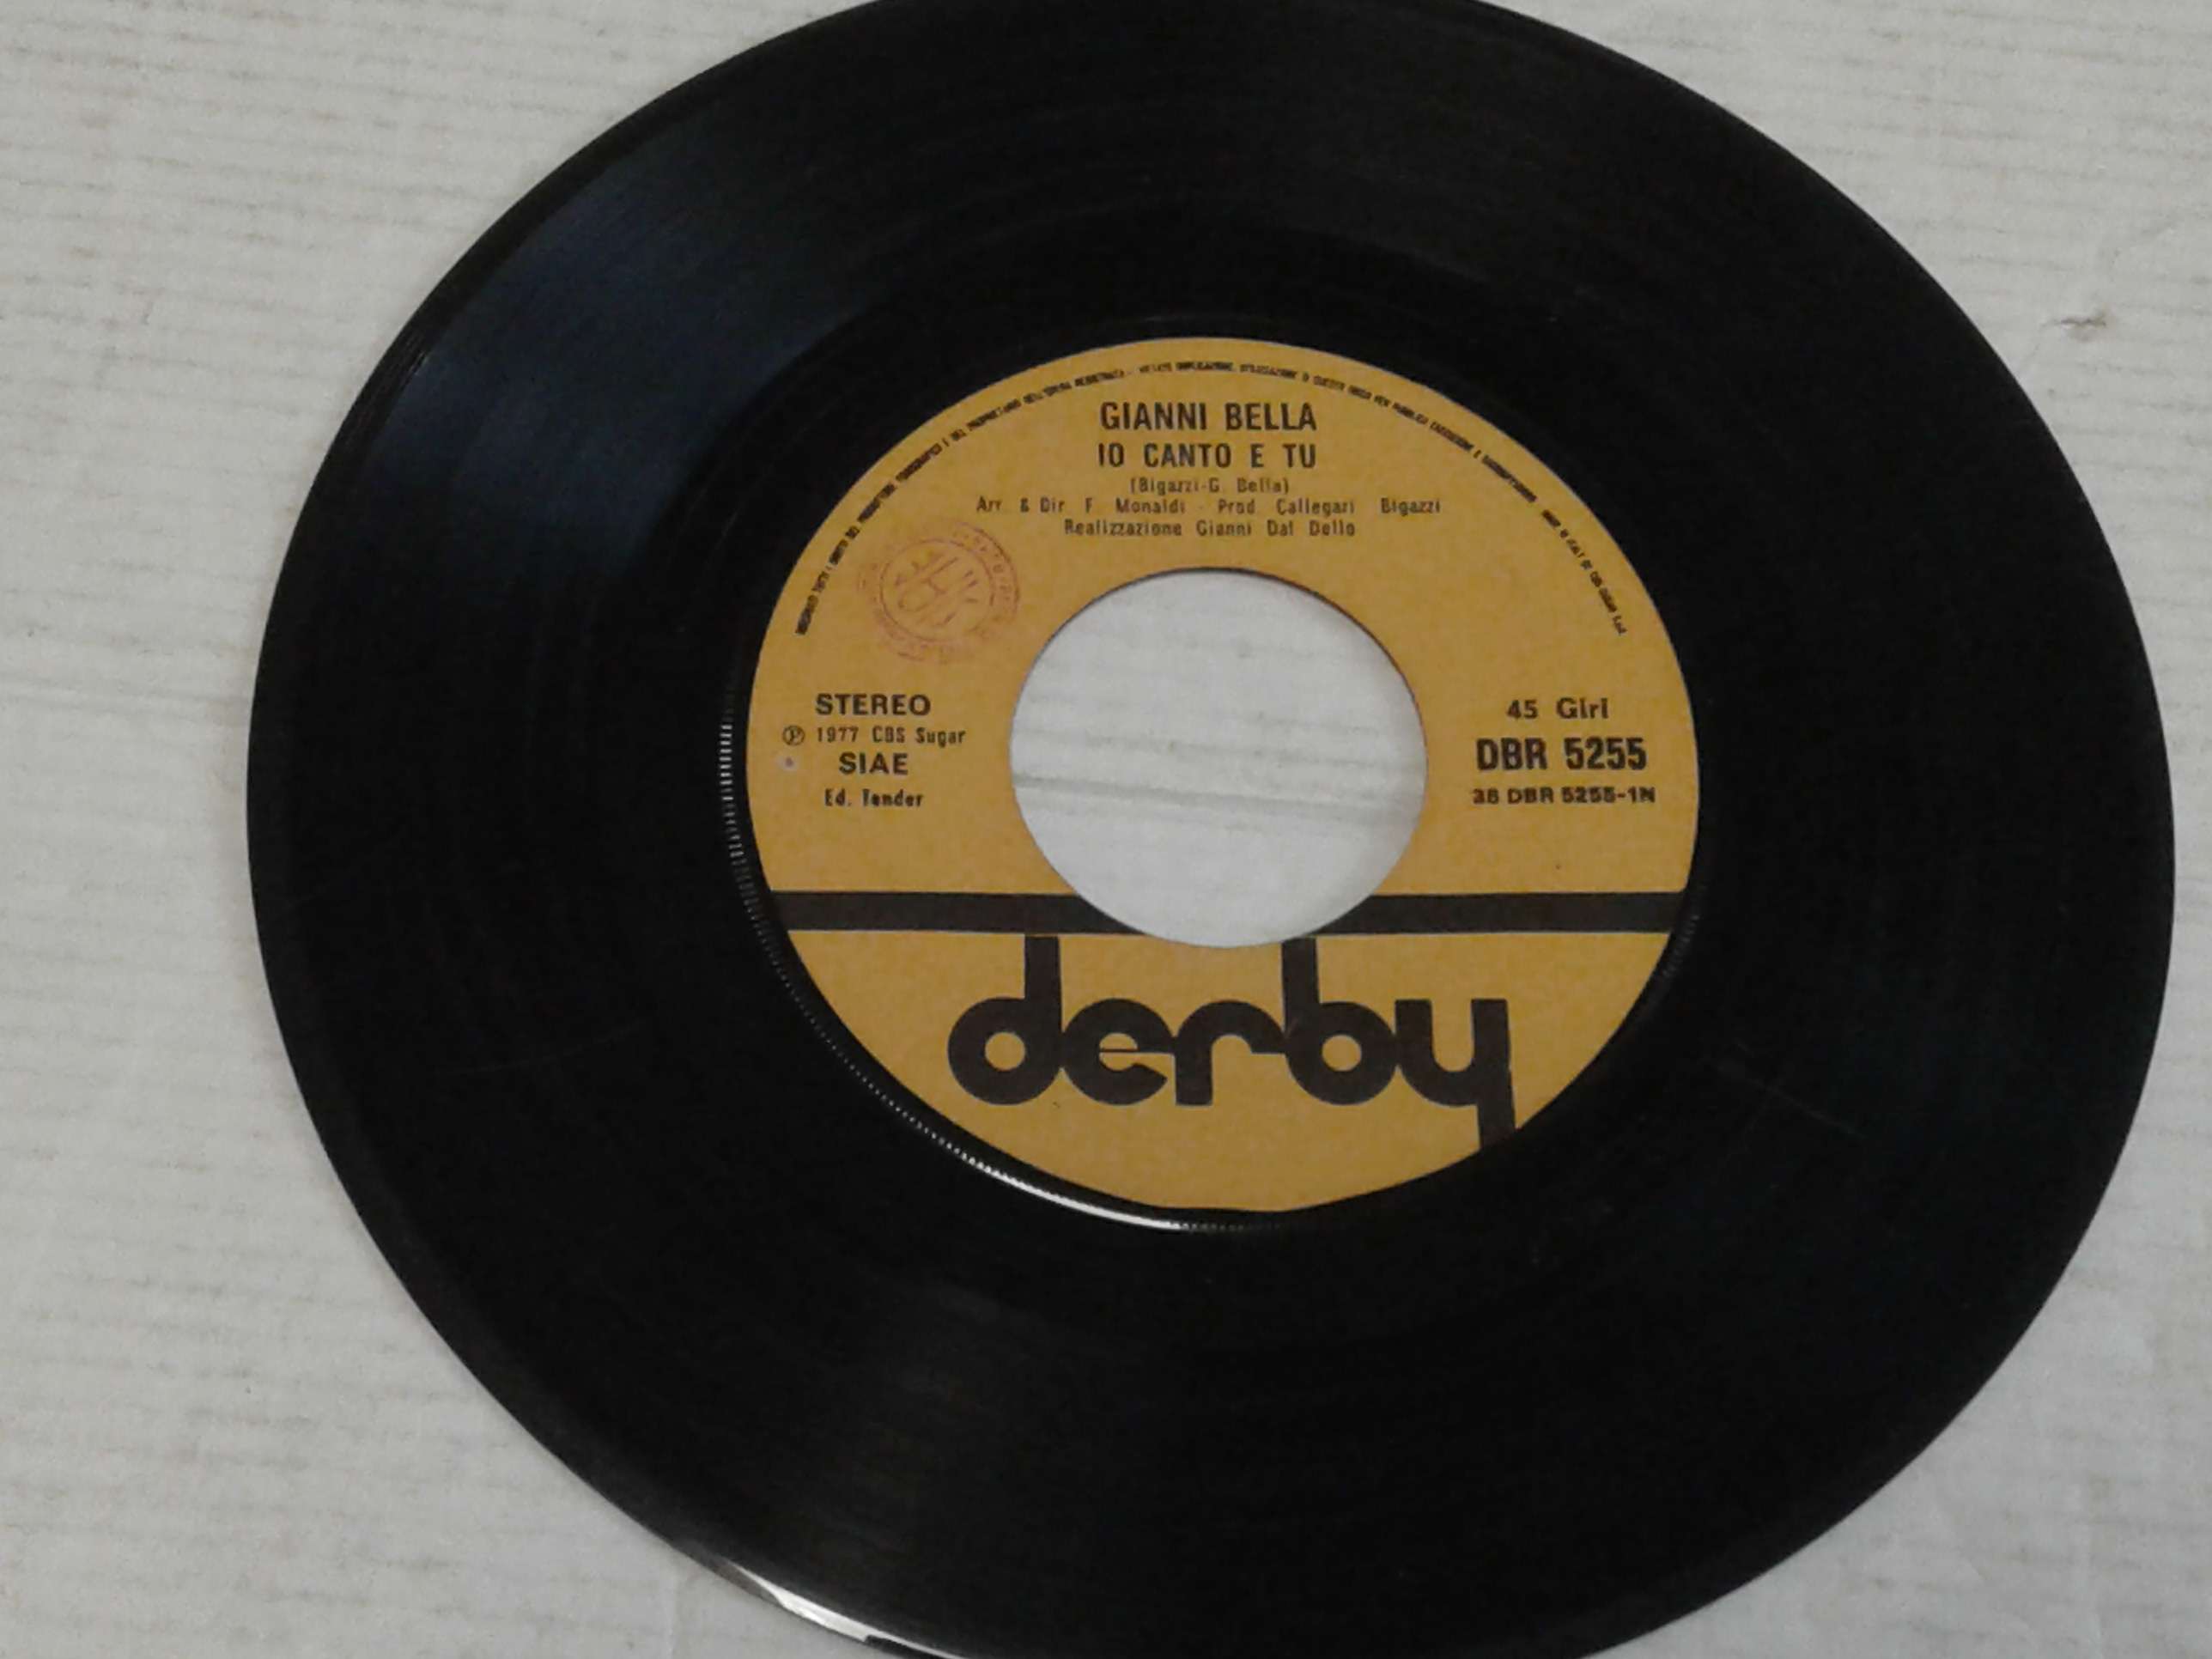 GIANNI BELLA
IO CANTO E TU
(Bigazzi-G. Bella)
Arr & Dir F Monaldi - Prod Callegari Bigazzi
Realizzazione Gianni Dal Dello
STEREO
℗ 1977 CBS Sugar
SIAE
Ed. Tender
45 Giri
DBR 5255
38 DBR 5255-1N
derby